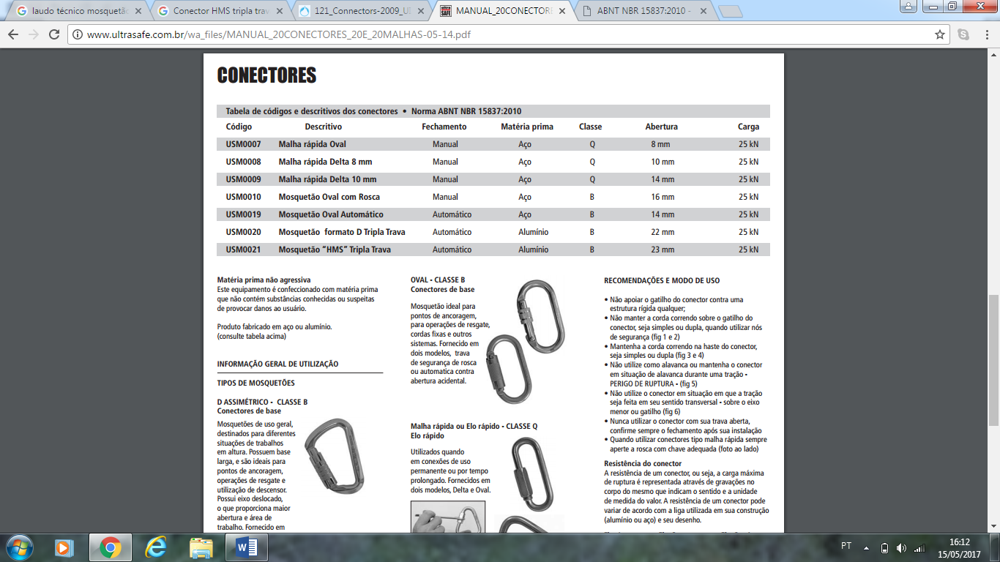 laudo técnico mosquetã
Conector HMS tripla trav
121_Connectors-2009_U
MANUAL_20CONECTORE
ABNT NBR 15837:2010 -
www.ultrasafe.com.br/wa_files/MANUAL_20CONECTORES_20E_20MALHAS-05-14.pdf
CONECTORES
Tabela de códigos e descritivos dos conectores • Norma ABNT NBR 15837:2010
Código Descritivo Fechamento Matéria prima Classe Abertura Carga
USM0007 Malha rápida Oval Manual Aço Q 8 mm 25 kN
USM0008 Malha rápida Delta 8 mm Manual Aço Q 10 mm 25 kN
USM0009 Malha rápida Delta 10 mm Manual Aço Q 14 mm 25 kN
USM0010 Mosquetão Oval com Rosca Manual Aço B 16 mm 25 kN
USM0019 Mosquetão Oval Automático Automático Aço B 14 mm 25 kN
USM0020 Mosquetão formato D Tripla Trava Automático Alumínio B 22 mm 25 kN
USM0021 Mosquetão “HMS” Tripla Trava Automático Alumínio B 23 mm 25 kN
Matéria prima não agressiva
Este equipamento é confeccionado com matéria prima
que não contém substâncias conhecidas ou suspeitas
de provocar danos ao usuário.
Produto fabricado em aço ou alumínio.
(consulte tabela acima)
INFORMAÇÃO GERAL DE UTILIZAÇÃO
TIPOS DE MOSQUETÕES
D ASSIMÉTRICO - CLASSE B
Conectores de base
Mosquetões de uso geral,
destinados para diferentes
situações de trabalhos
em altura. Possuem base
larga, e são ideais para
pontos de ancoragem,
operações de resgate e
utilização de descensor.
Possui eixo deslocado,
o que proporciona maior
abertura e área de
trabalho. Fornecido em
OVAL - CLASSE B
Conectores de base
Mosquetão ideal para
pontos de ancoragem,
para operações de resgate,
cordas fixas e outros
sistemas. Fornecido em
dois modelos, trava
de segurança de rosca
ou automatica contra
abertura acidental.
Malha rápida ou Elo rápido - CLASSE Q
Elo rápido
Utilizados quando
em conexões de uso
permanente ou por tempo
prolongado. Fornecidos em
dois modelos, Delta e Oval.
RECOMENDAÇÕES E MODO DE USO
• Não apoiar o gatilho do conector contra uma
estrutura rígida qualquer;
• Não manter a corda correndo sobre o gatilho do
conector, seja simples ou dupla, quando utilizar nós
de segurança (fig 1 e 2)
• Mantenha a corda correndo na haste do conector,
seja simples ou dupla (fig 3 e 4)
• Não utilize como alavanca ou mantenha o conector
em situação de alavanca durante uma tração -
PERIGO DE RUPTURA - (fig 5)
• Não utilize o conector em situação em que a tração
seja feita em seu sentido transversal - sobre o eixo
menor ou gatilho (fig 6)
• Nunca utilizar o conector com sua trava aberta,
confirme sempre o fechamento após sua instalação
• Quando utilizar conectores tipo malha rápida sempre
aperte a rosca com chave adequada (foto ao lado)
Resistência do conector
A resistência de um conector, ou seja, a carga máxima
de ruptura é representada através de gravações no
corpo do mesmo que indicam o sentido e a unidade
de medida do valor. A resistência de um conector pode
variar de acordo com a liga utilizada em sua construção
(alumínio ou aço) e seu desenho.
PT
16:12
15/05/2017